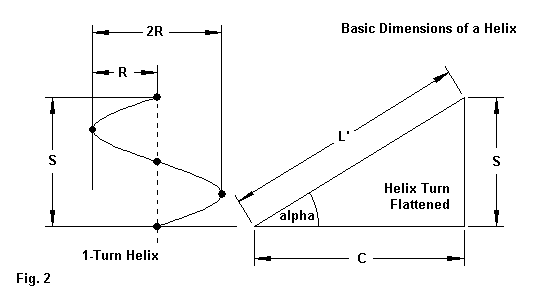 2R
Basic Dimensions of a Helix
R
L'
S
S
Helix Turn
Flattened
alpha
1-Turn Helix
C
Fig. 2